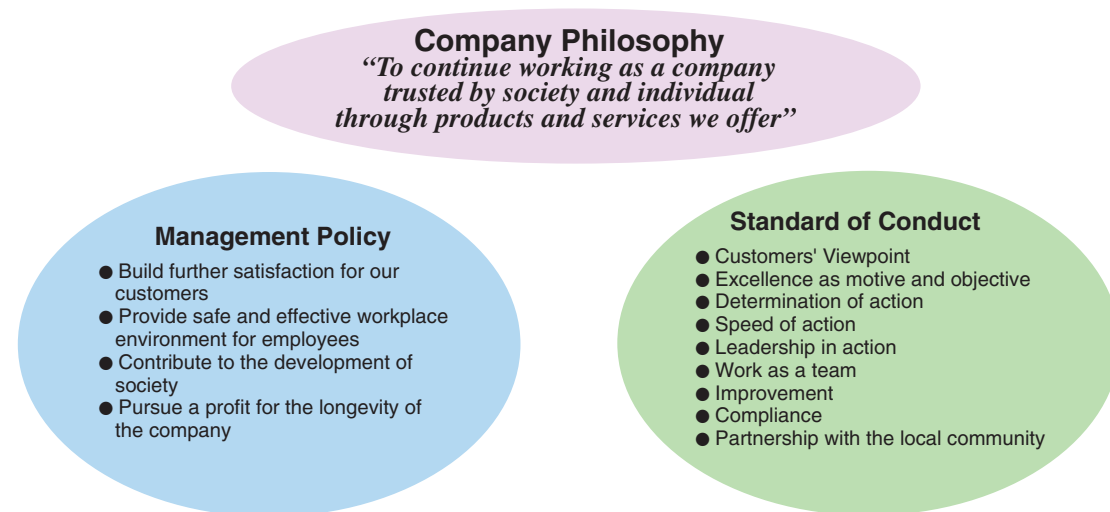 Company Philosophy
“To continue working as a company
trusted by society and individual
through products and services we offer”
Management Policy
● Build further satisfaction for our
customers
● Provide safe and effective workplace
environment for employees
● Contribute to the development of
society
● Pursue a profit for the longevity of
the company
Standard of Conduct
● Customers' Viewpoint
● Excellence as motive and objective
● Determination of action
● Speed of action
● Leadership in action
● Work as a team
● Improvement
● Compliance
● Partnership with the local community